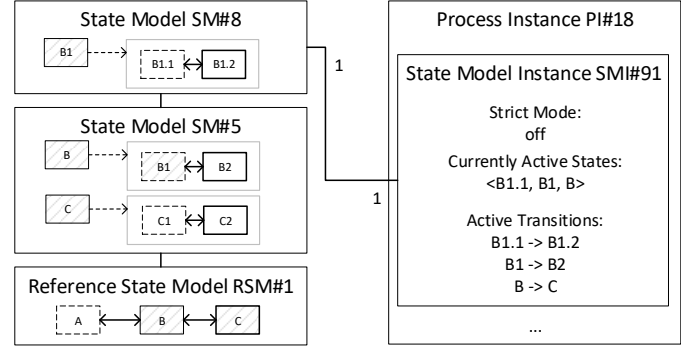 State Model SM#8
B1
B1.1
B1.2
State Model SM#5
B
B1
B2
C
C1
C2
Reference State Model RSM#1
A
B
C
1
1
Process Instance PI#18
State Model Instance SMI#91
Strict Mode:
off
Currently Active States:
<B1.1, B1, B>
Active Transitions:
B1.1 -> B1.2
B1 -> B2
B -> C
...